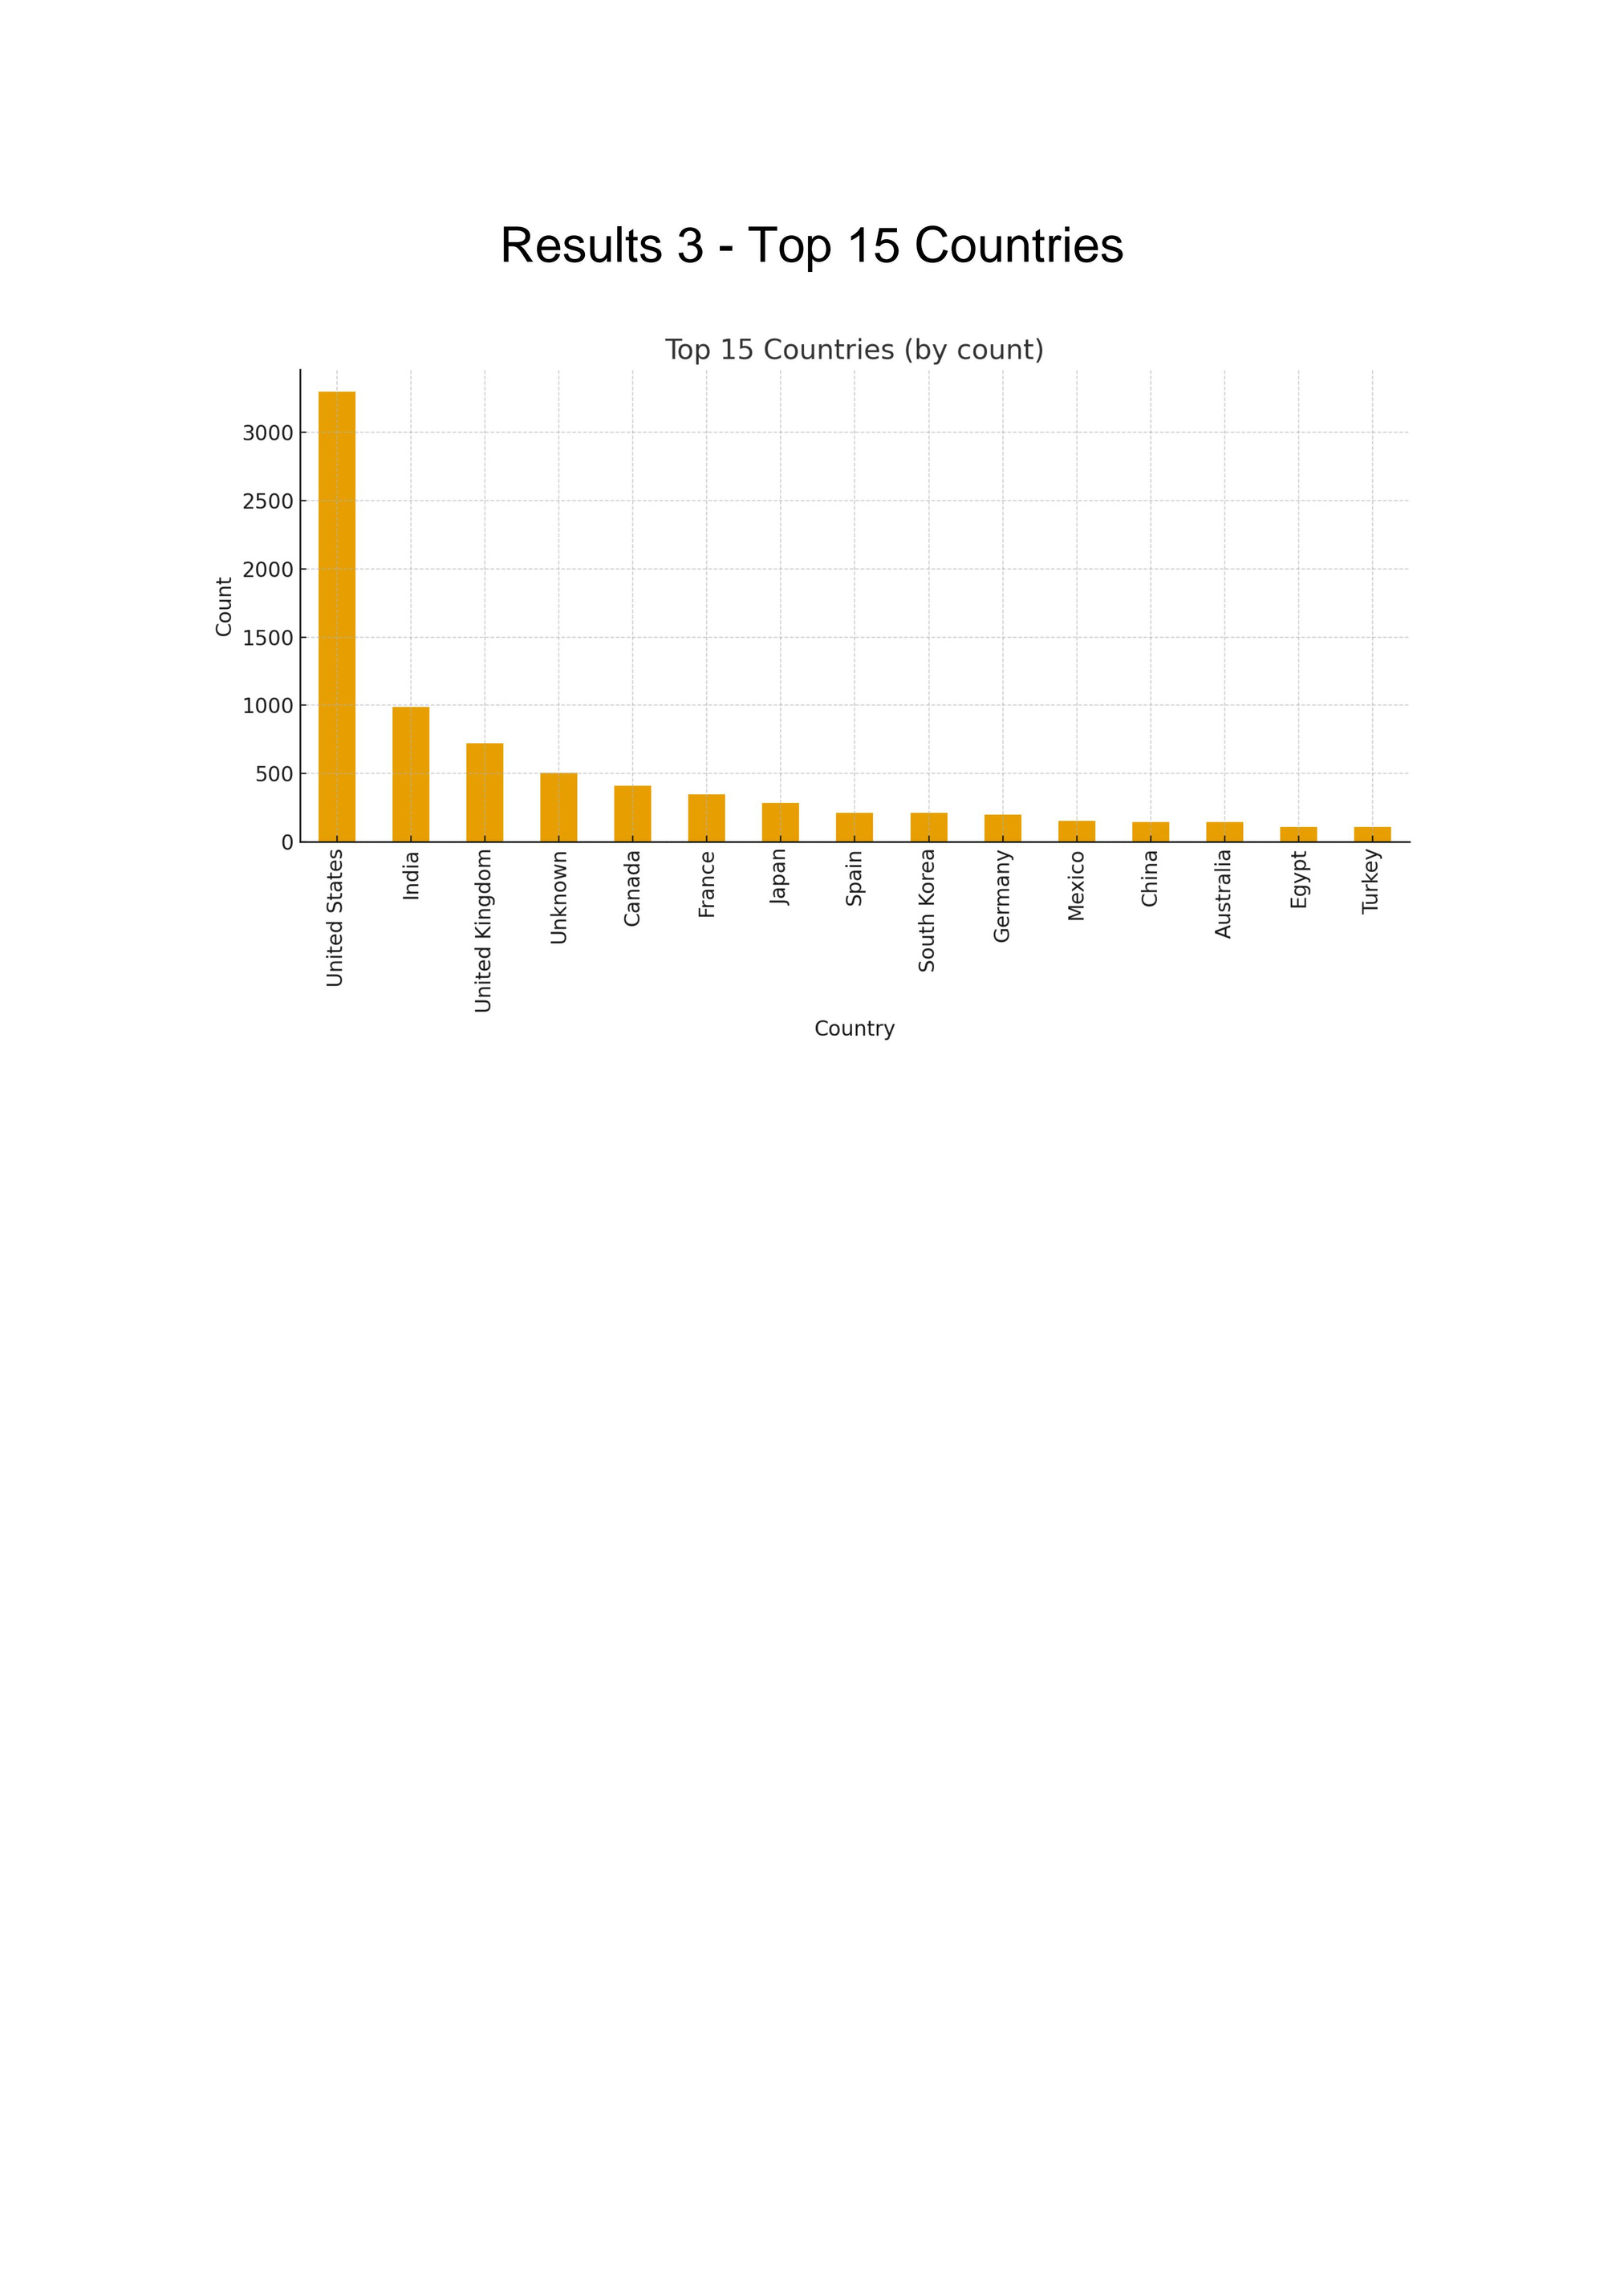 Results 3 - Top 15 Countries
Top 15 Countries (by count)
Count
3000
2500
2000
1500
1000
500
0
United States
India
United Kingdom
Unknown
Canada
France
Japan
Spain
South Korea
Germany
Mexico
China
Australia
Egypt
Turkey
Country